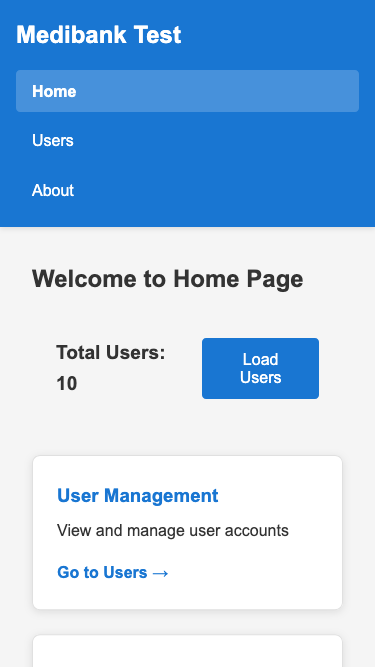 Medibank Test
Home
Users
About
Welcome to Home Page
Total Users:
10
Load
Users
User Management
View and manage user accounts
Go to Users →